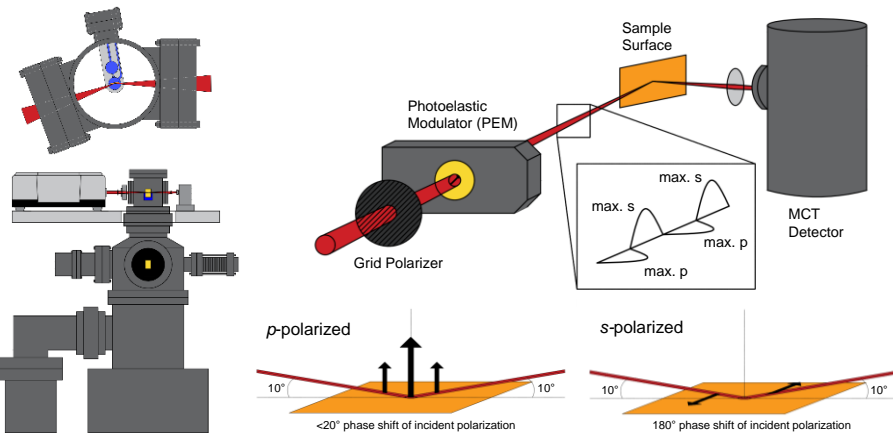 Sample
Surface
Photoelastic
Modulator (PEM)
max. s
max. s
max. p
max. p
MCT
Detector
Grid Polarizer
p-polarized
10°
10°
<20° phase shift of incident polarization
s-polarized
10°
10°
180° phase shift of incident polarization